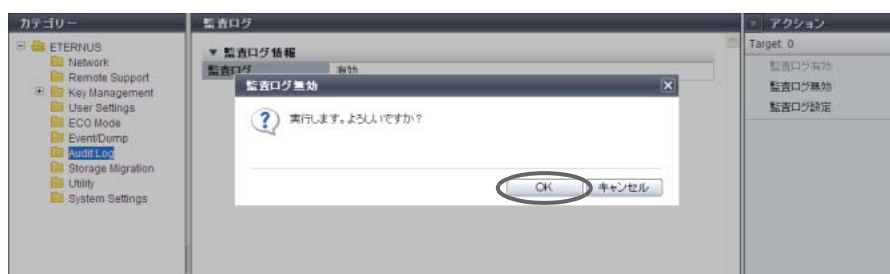 カテゴリー
ETERNUS
Network
Remote Support
Key Management
User Settings
ECO Mode
Event/Dump
Audit Log
Storage Migration
Utility
System Settings
監査ログ
▼ 監査ログ情報
監査ログ 有効
監査ログ無効
実行します。よろしいですか?
OK
キャンセル
» アクション
Target: 0
監査ログ有効
監査ログ無効
監査ログ設定